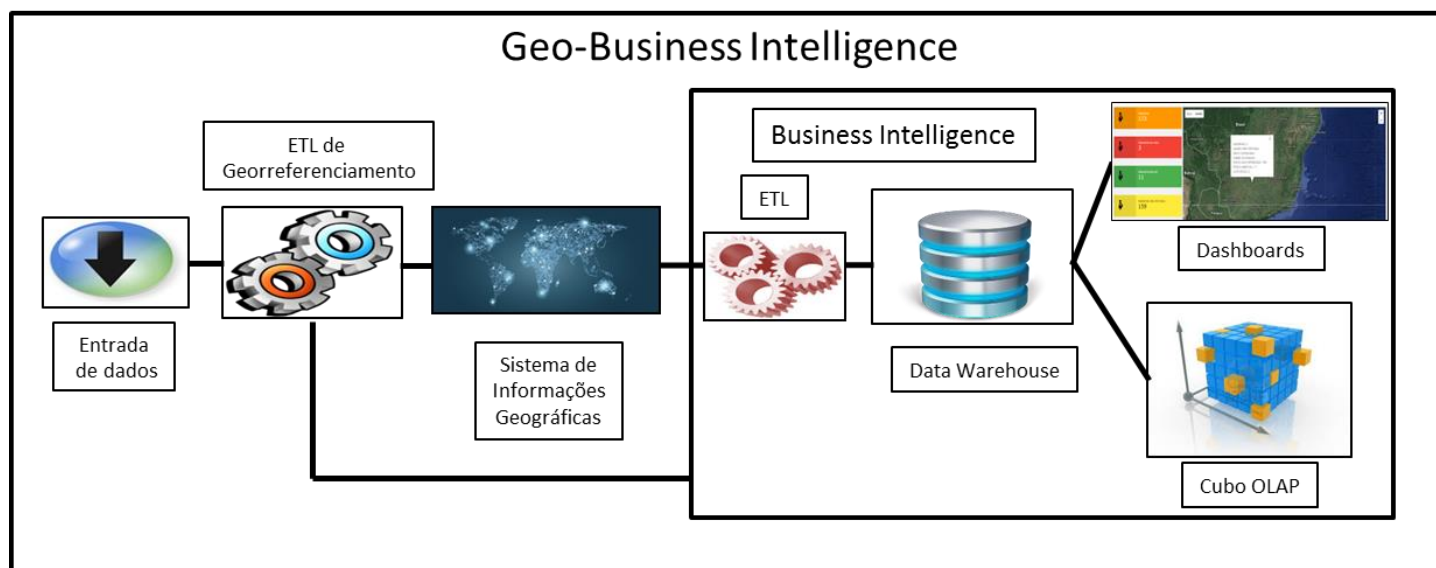 Geo-Business Intelligence
ETL de
Georreferenciamento
Entrada
de dados
Sistema de
Informações
Geográficas
Business Intelligence
ETL
Data Warehouse
Dashboards
Cubo OLAP